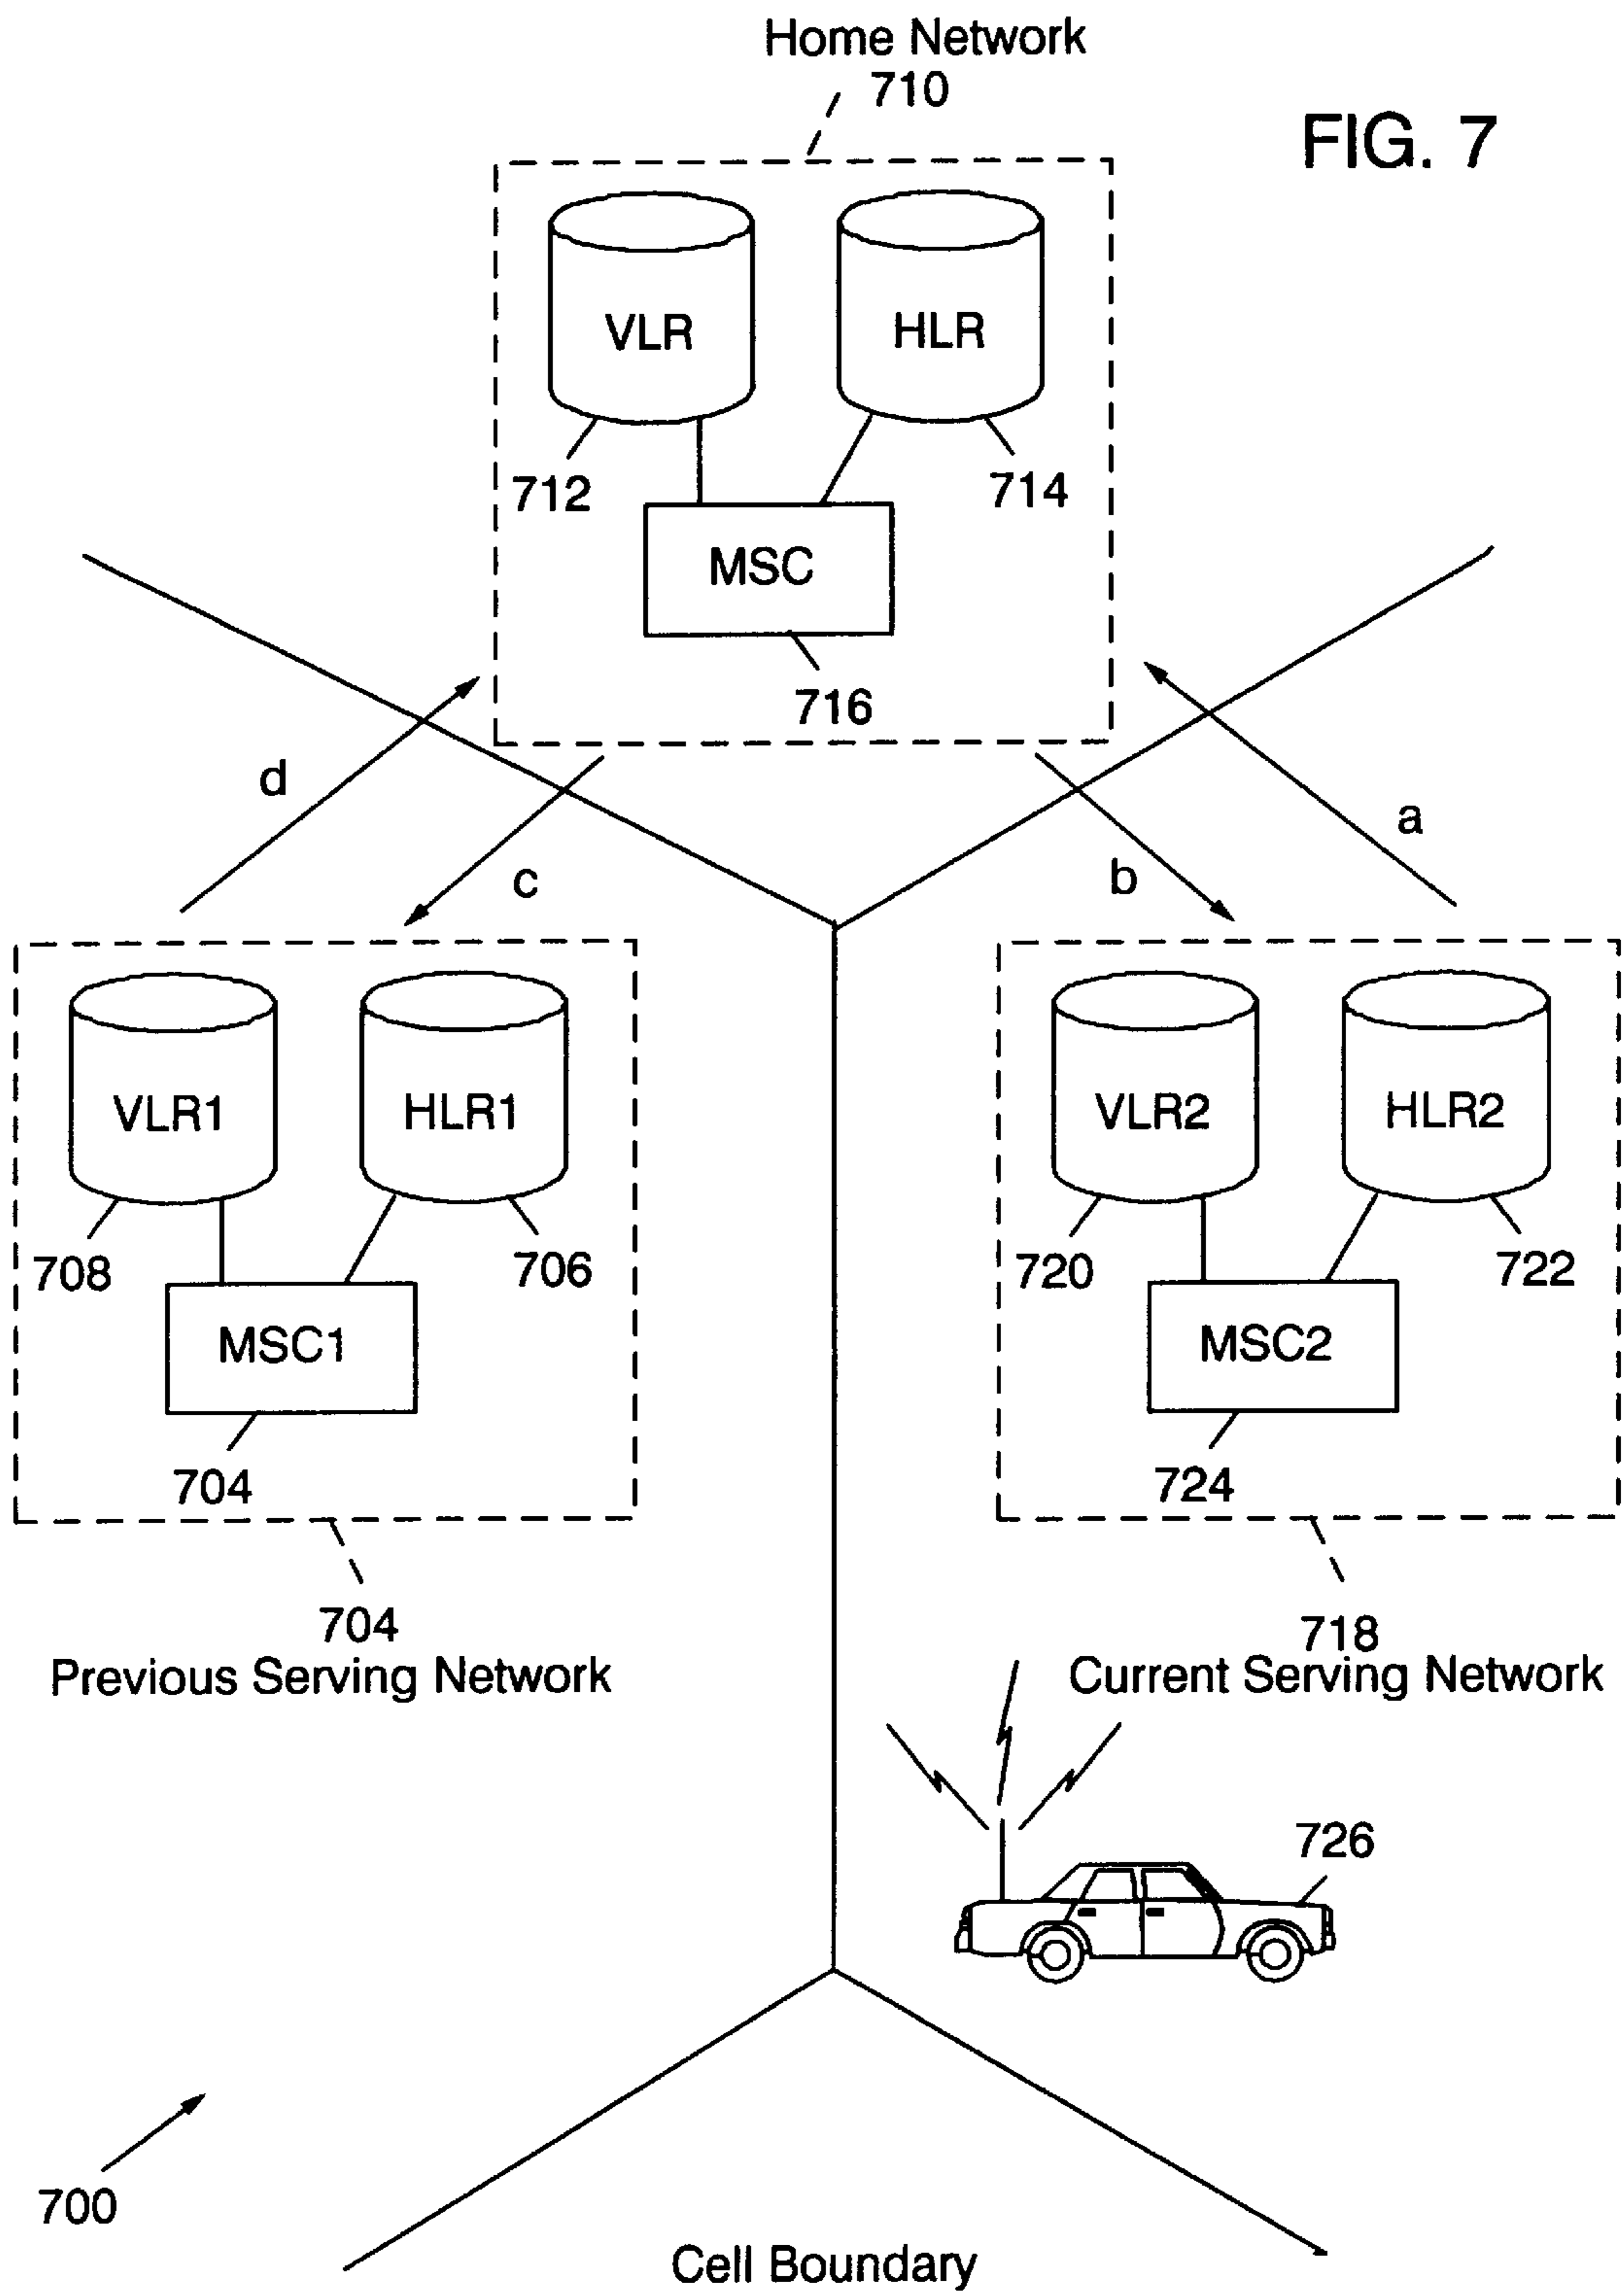 Home Network
710
FIG. 7
VLR
HLR
712
714
MSC
716
d
c
b
a
VLR1
HLR1
VLR2
HLR2
708
706
720
722
MSC1
MSC2
704
724
704
Previous Serving Network
718
Current Serving Network
726
700
Cell Boundary